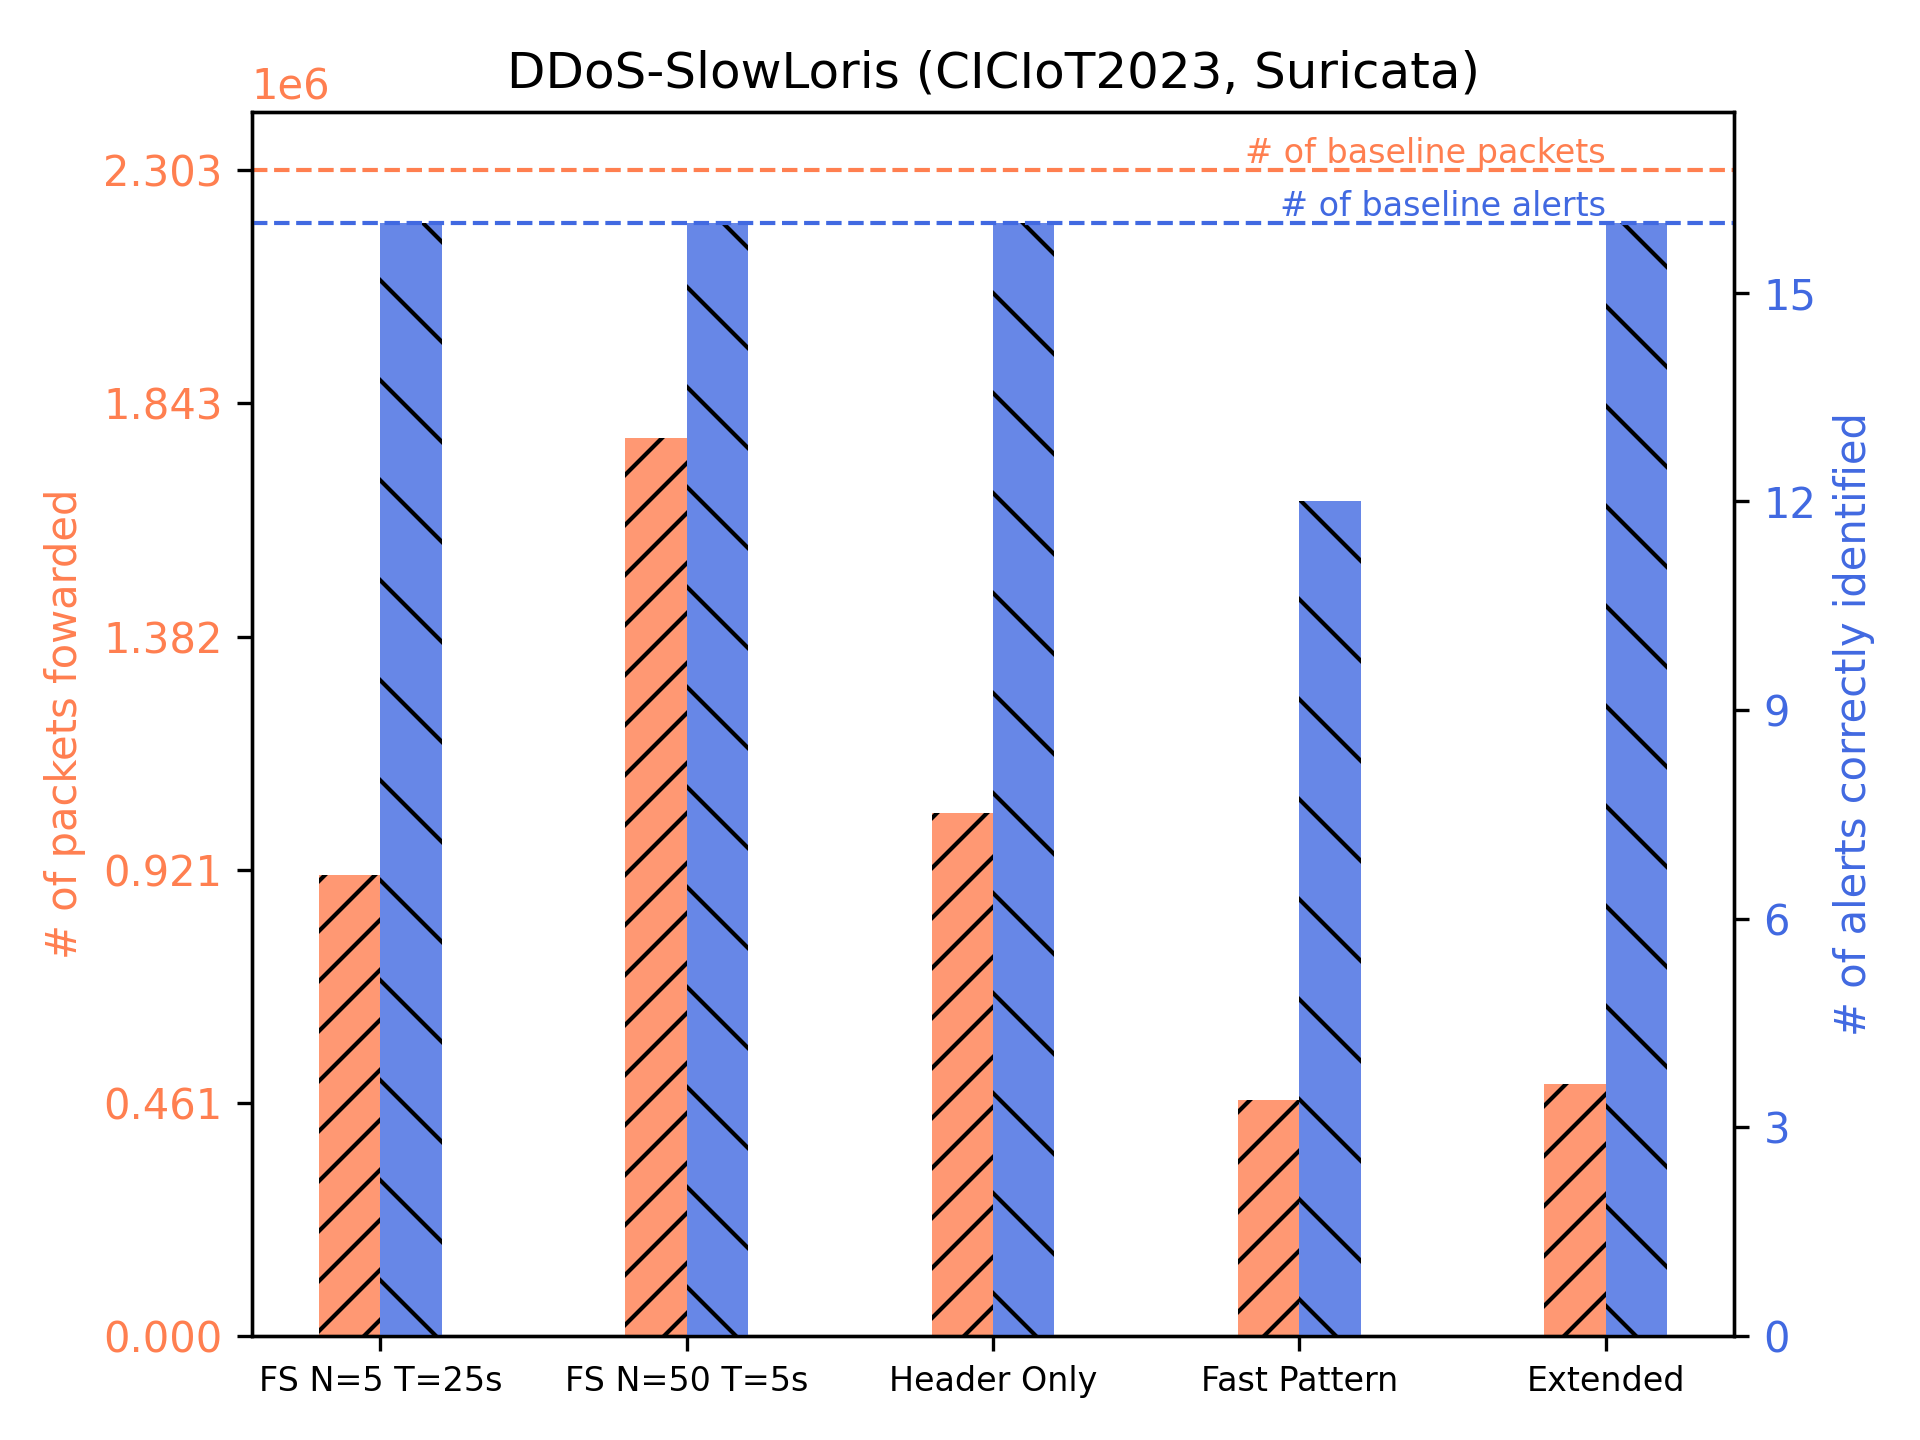 DDoS-SlowLoris (CICIoT2023, Suricata)
1e6
# of baseline packets
# of baseline alerts
2.303
1.843
1.382
0.921
0.461
0.000
# of packets fowarded
15
12
9
6
3
0
# of alerts correctly identified
FS N=5 T=25s
FS N=50 T=5s
Header Only
Fast Pattern
Extended